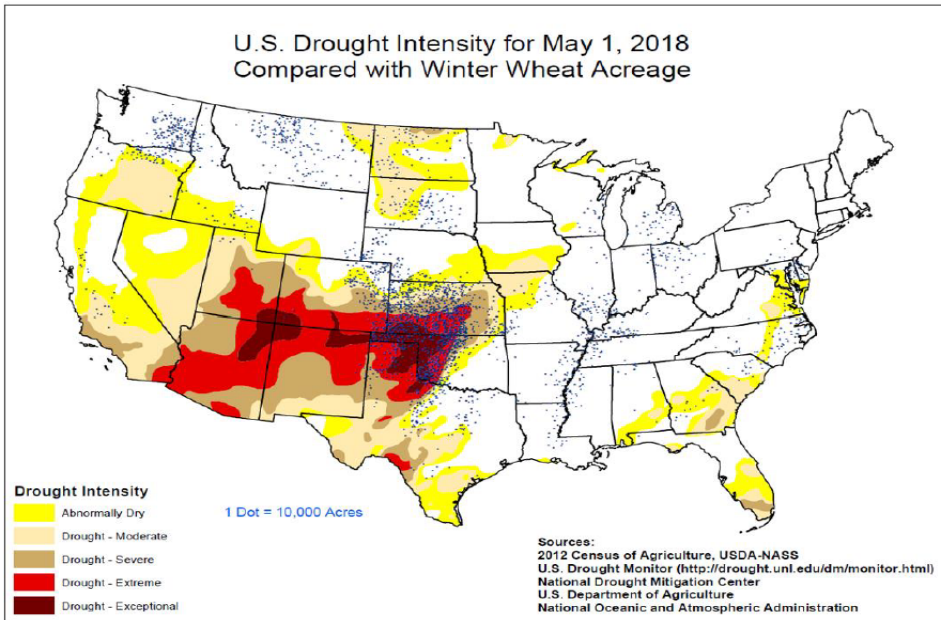 U.S. Drought Intensity for May 1, 2018
Compared with Winter Wheat Acreage
Drought Intensity
Abnormally Dry
Drought - Moderate
Drought - Severe
Drought - Extreme
Drought - Exceptional
1 Dot = 10,000 Acres
Sources:
2012 Census of Agriculture, USDA-NASS
U.S. Drought Monitor (http://drought.unl.edu/dm/monitor.html)
National Drought Mitigation Center
U.S. Department of Agriculture
National Oceanic and Atmospheric Administration